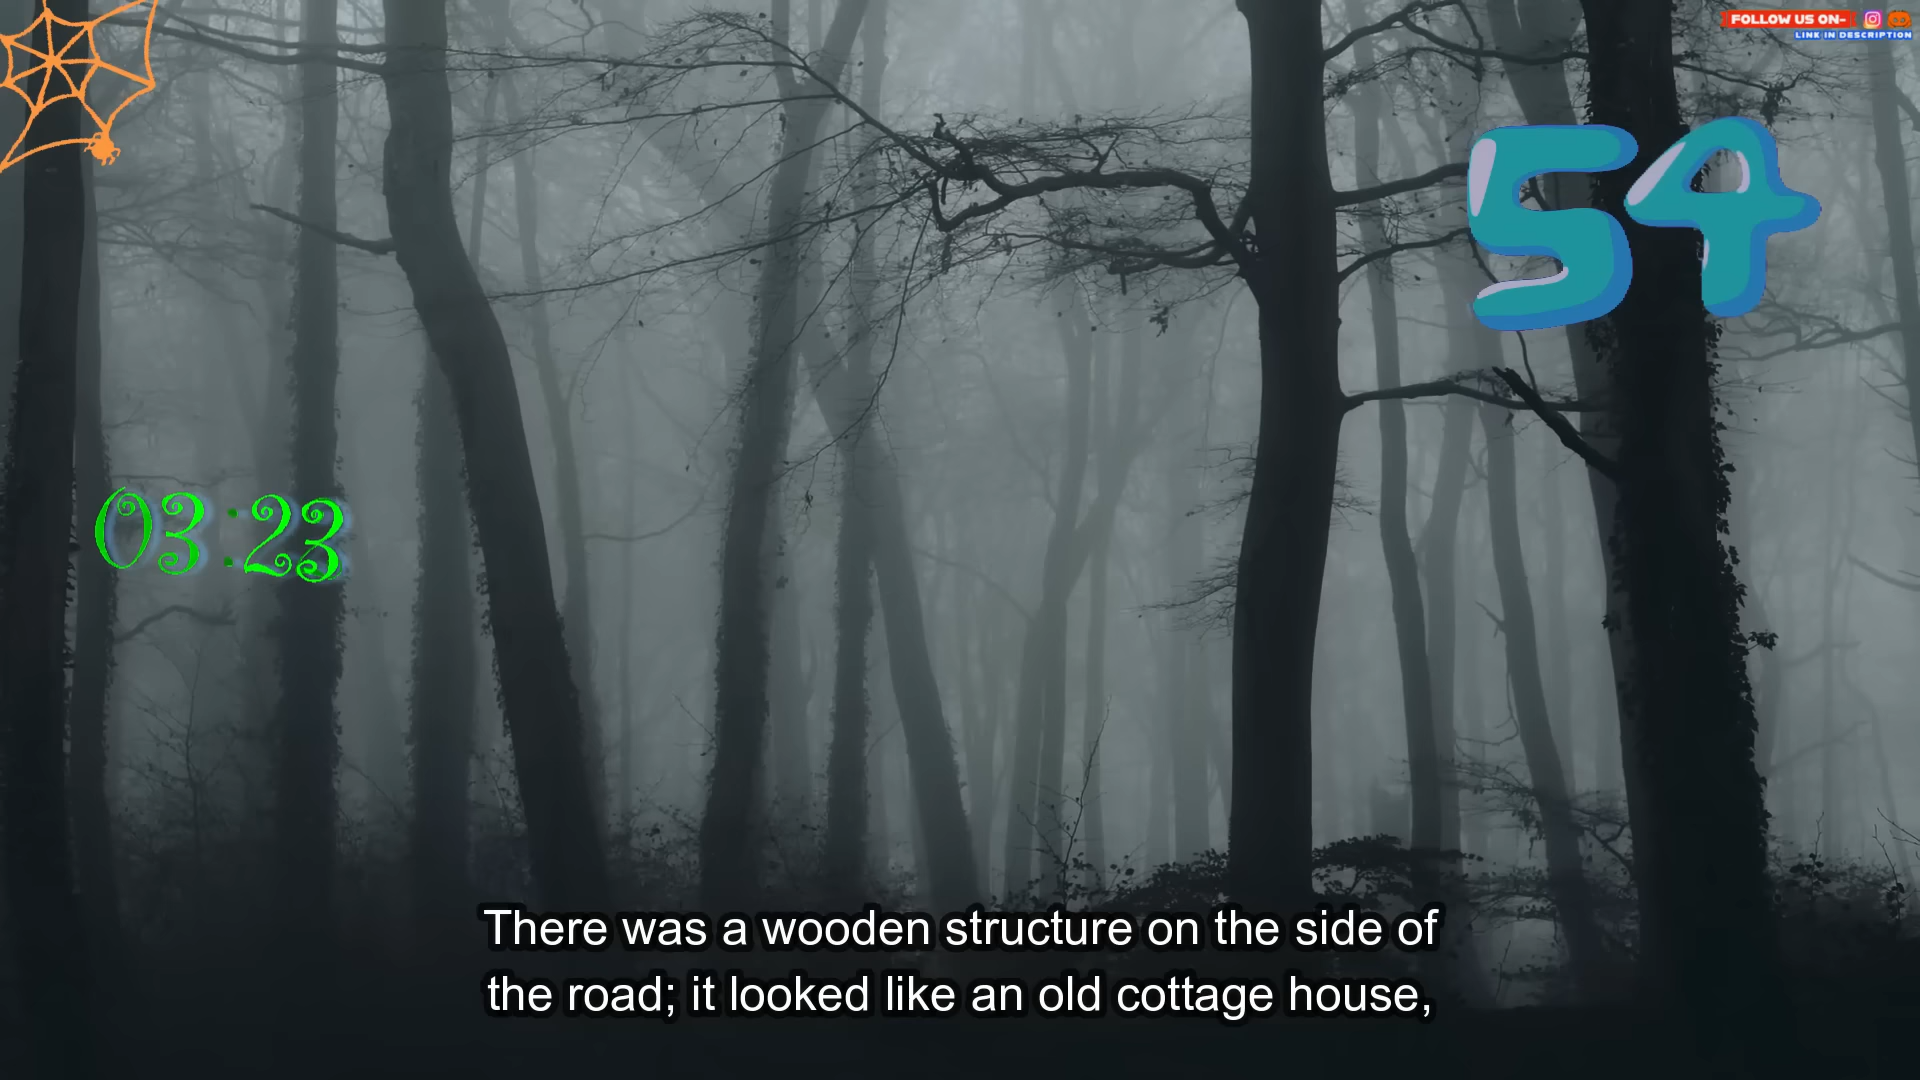 FOLLOW US ON-
LINK IN DESCRIPTION
54
03:23
There was a wooden structure on the side of
the road; it looked like an old cottage house,